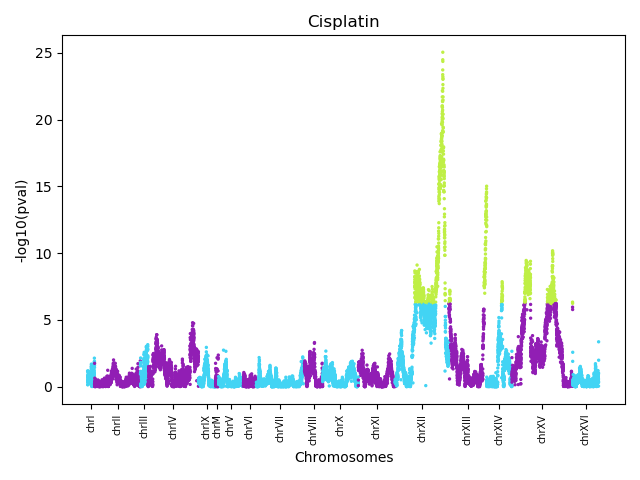 Cisplatin
-log10(pval)
25
20
15
10
5
0
chrI
chrII
chrIII
chrIV
chrIX
chrM
chrV
chrVI
chrVII
chrVIII
chrX
chrXI
chrXII
chrXIII
chrXIV
chrXV
chrXVI
Chromosomes